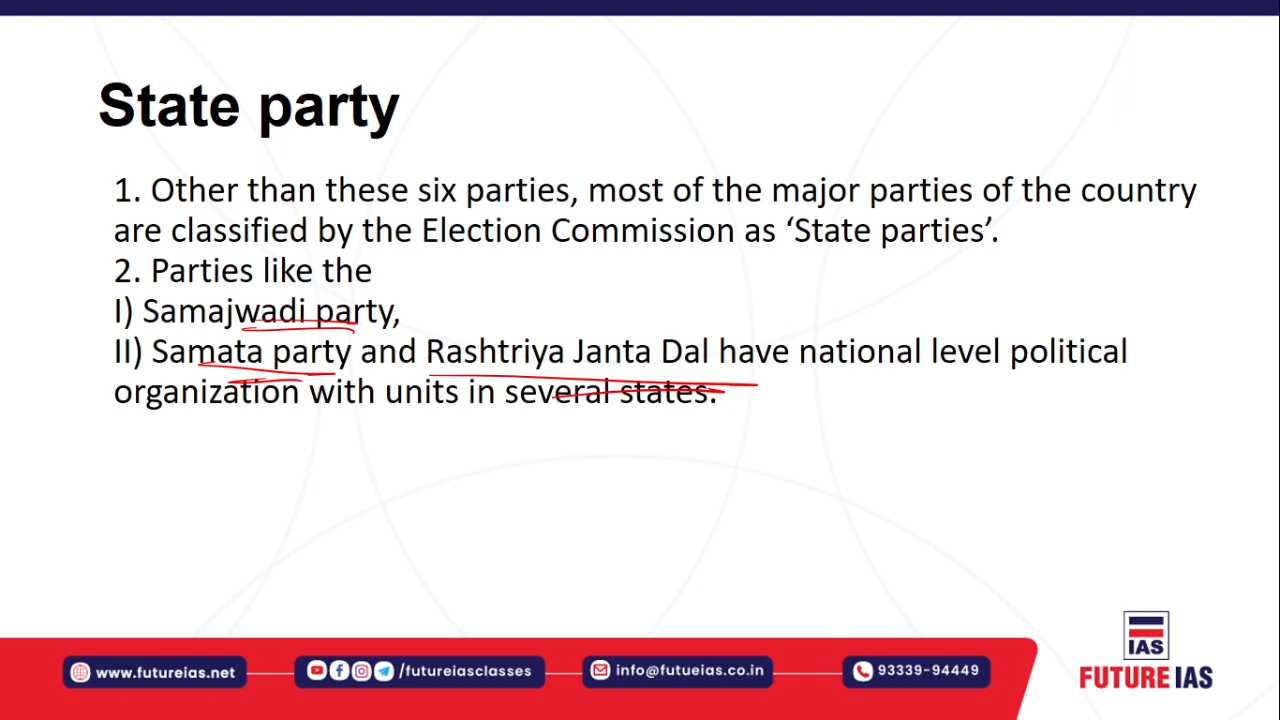 State party
1. Other than these six parties, most of the major parties of the country
are classified by the Election Commission as ‘State parties’.
2. Parties like the
I) Samajwadi party,
II) Samata party and Rashtriya Janta Dal have national level political
organization with units in several states.
IAS
www.futureias.net
/futureiasclasses
info@futueias.co.in
93339-94449
FUTURE IAS